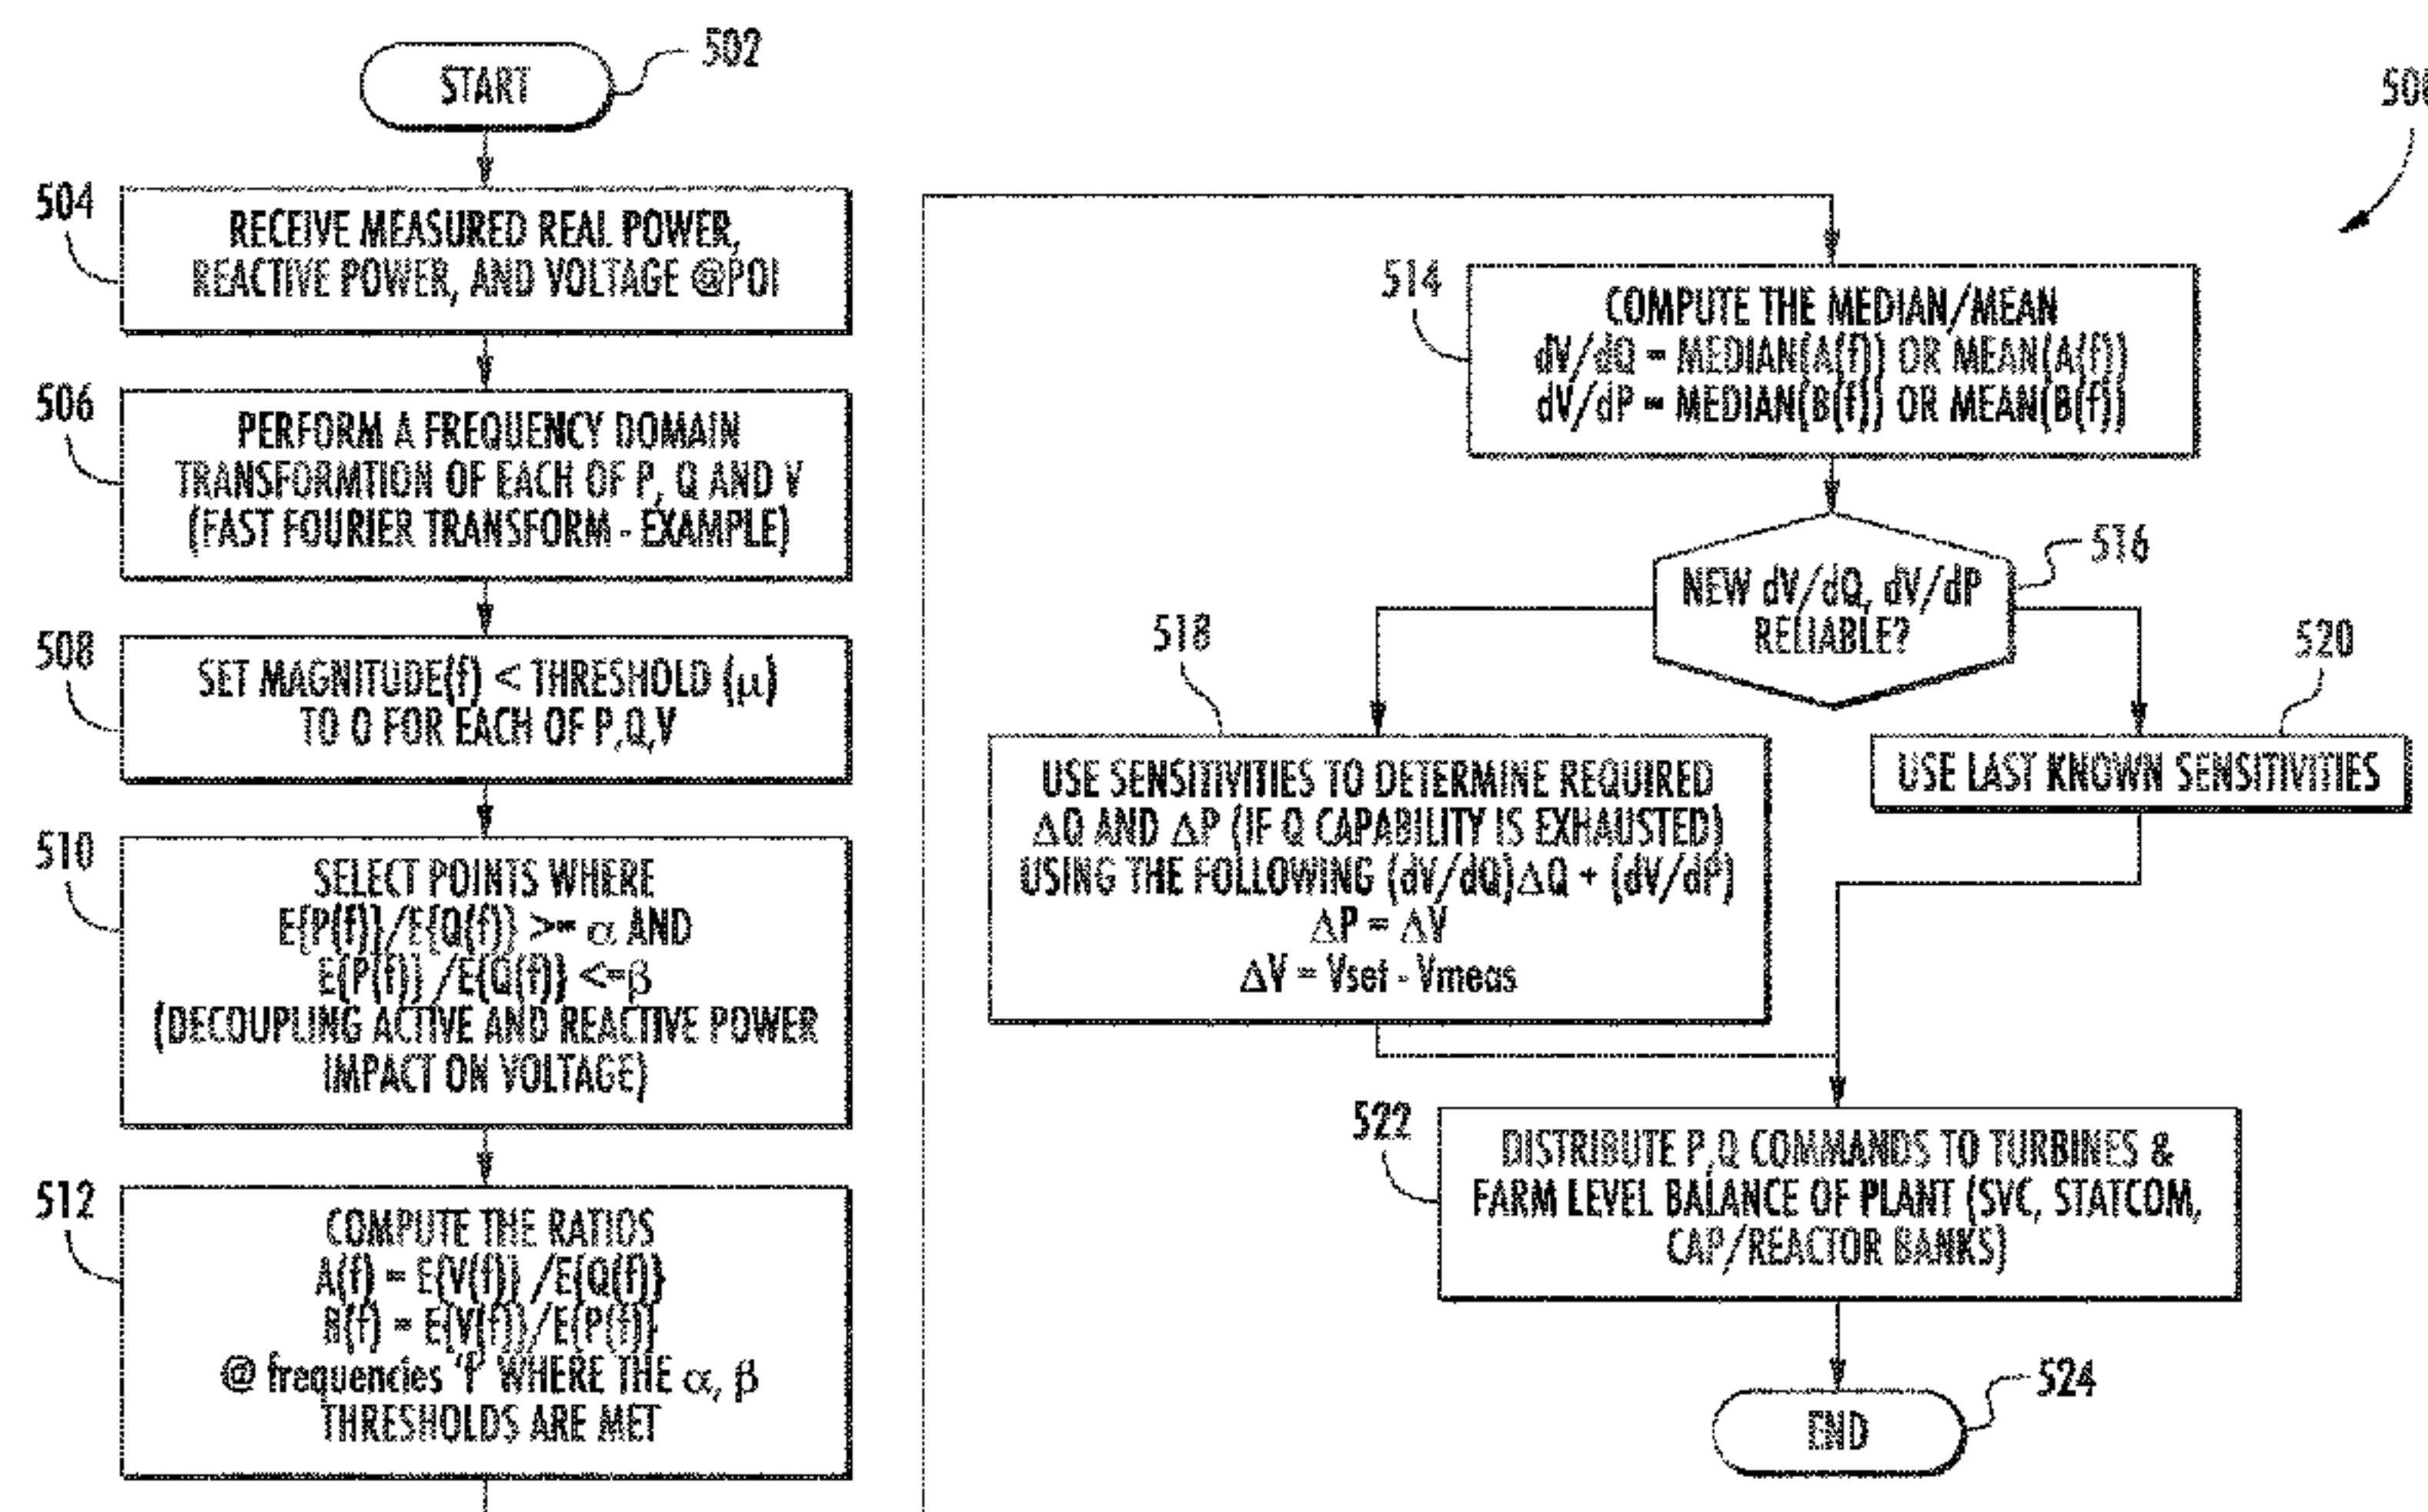 START
502
504
RECEIVE MEASURED REAL POWER,
REACTIVE POWER, AND VOLTAGE @POI
506
PERFORM A FREQUENCY DOMAIN
TRANSFORMTION OF EACH OF P, Q AND V
(FAST FOURIER TRANSFORM - EXAMPLE)
508
SET MAGNITUDE(f) < THRESHOLD (μ)
TO 0 FOR EACH OF P,Q,V
510
SELECT POINTS WHERE
E{P(f)}/E{Q(f)} >= α AND
E{P(f)}/E{Q(f)} <=β
(DECOUPLING ACTIVE AND REACTIVE POWER
IMPACT ON VOLTAGE)
512
COMPUTE THE RATIOS
A(f) = E{V(f)} /E{Q(f)}
B(f) = E{V(f)}/E{P(f)}
@ frequencies 'f' WHERE THE α, β
THRESHOLDS ARE MET
500
514
COMPUTE THE MEDIAN/MEAN
dV/dQ = MEDIAN(A(f)) OR MEAN(A(f))
dV/dP = MEDIAN(B(f)) OR MEAN(B(f))
516
NEW dV/dQ, dV/dP
RELIABLE?
518
USE SENSITIVITIES TO DETERMINE REQUIRED
ΔQ AND ΔP (IF Q CAPABILITY IS EXHAUSTED)
USING THE FOLLOWING (dV/dQ)ΔQ + (dV/dP)
ΔP = ΔV
ΔV = Vset - Vmeas
520
USE LAST KNOWN SENSITIVITIES
522
DISTRIBUTE P,Q COMMANDS TO TURBINES &
FARM LEVEL BALANCE OF PLANT (SVC, STATCOM,
CAP/REACTOR BANKS)
524
END